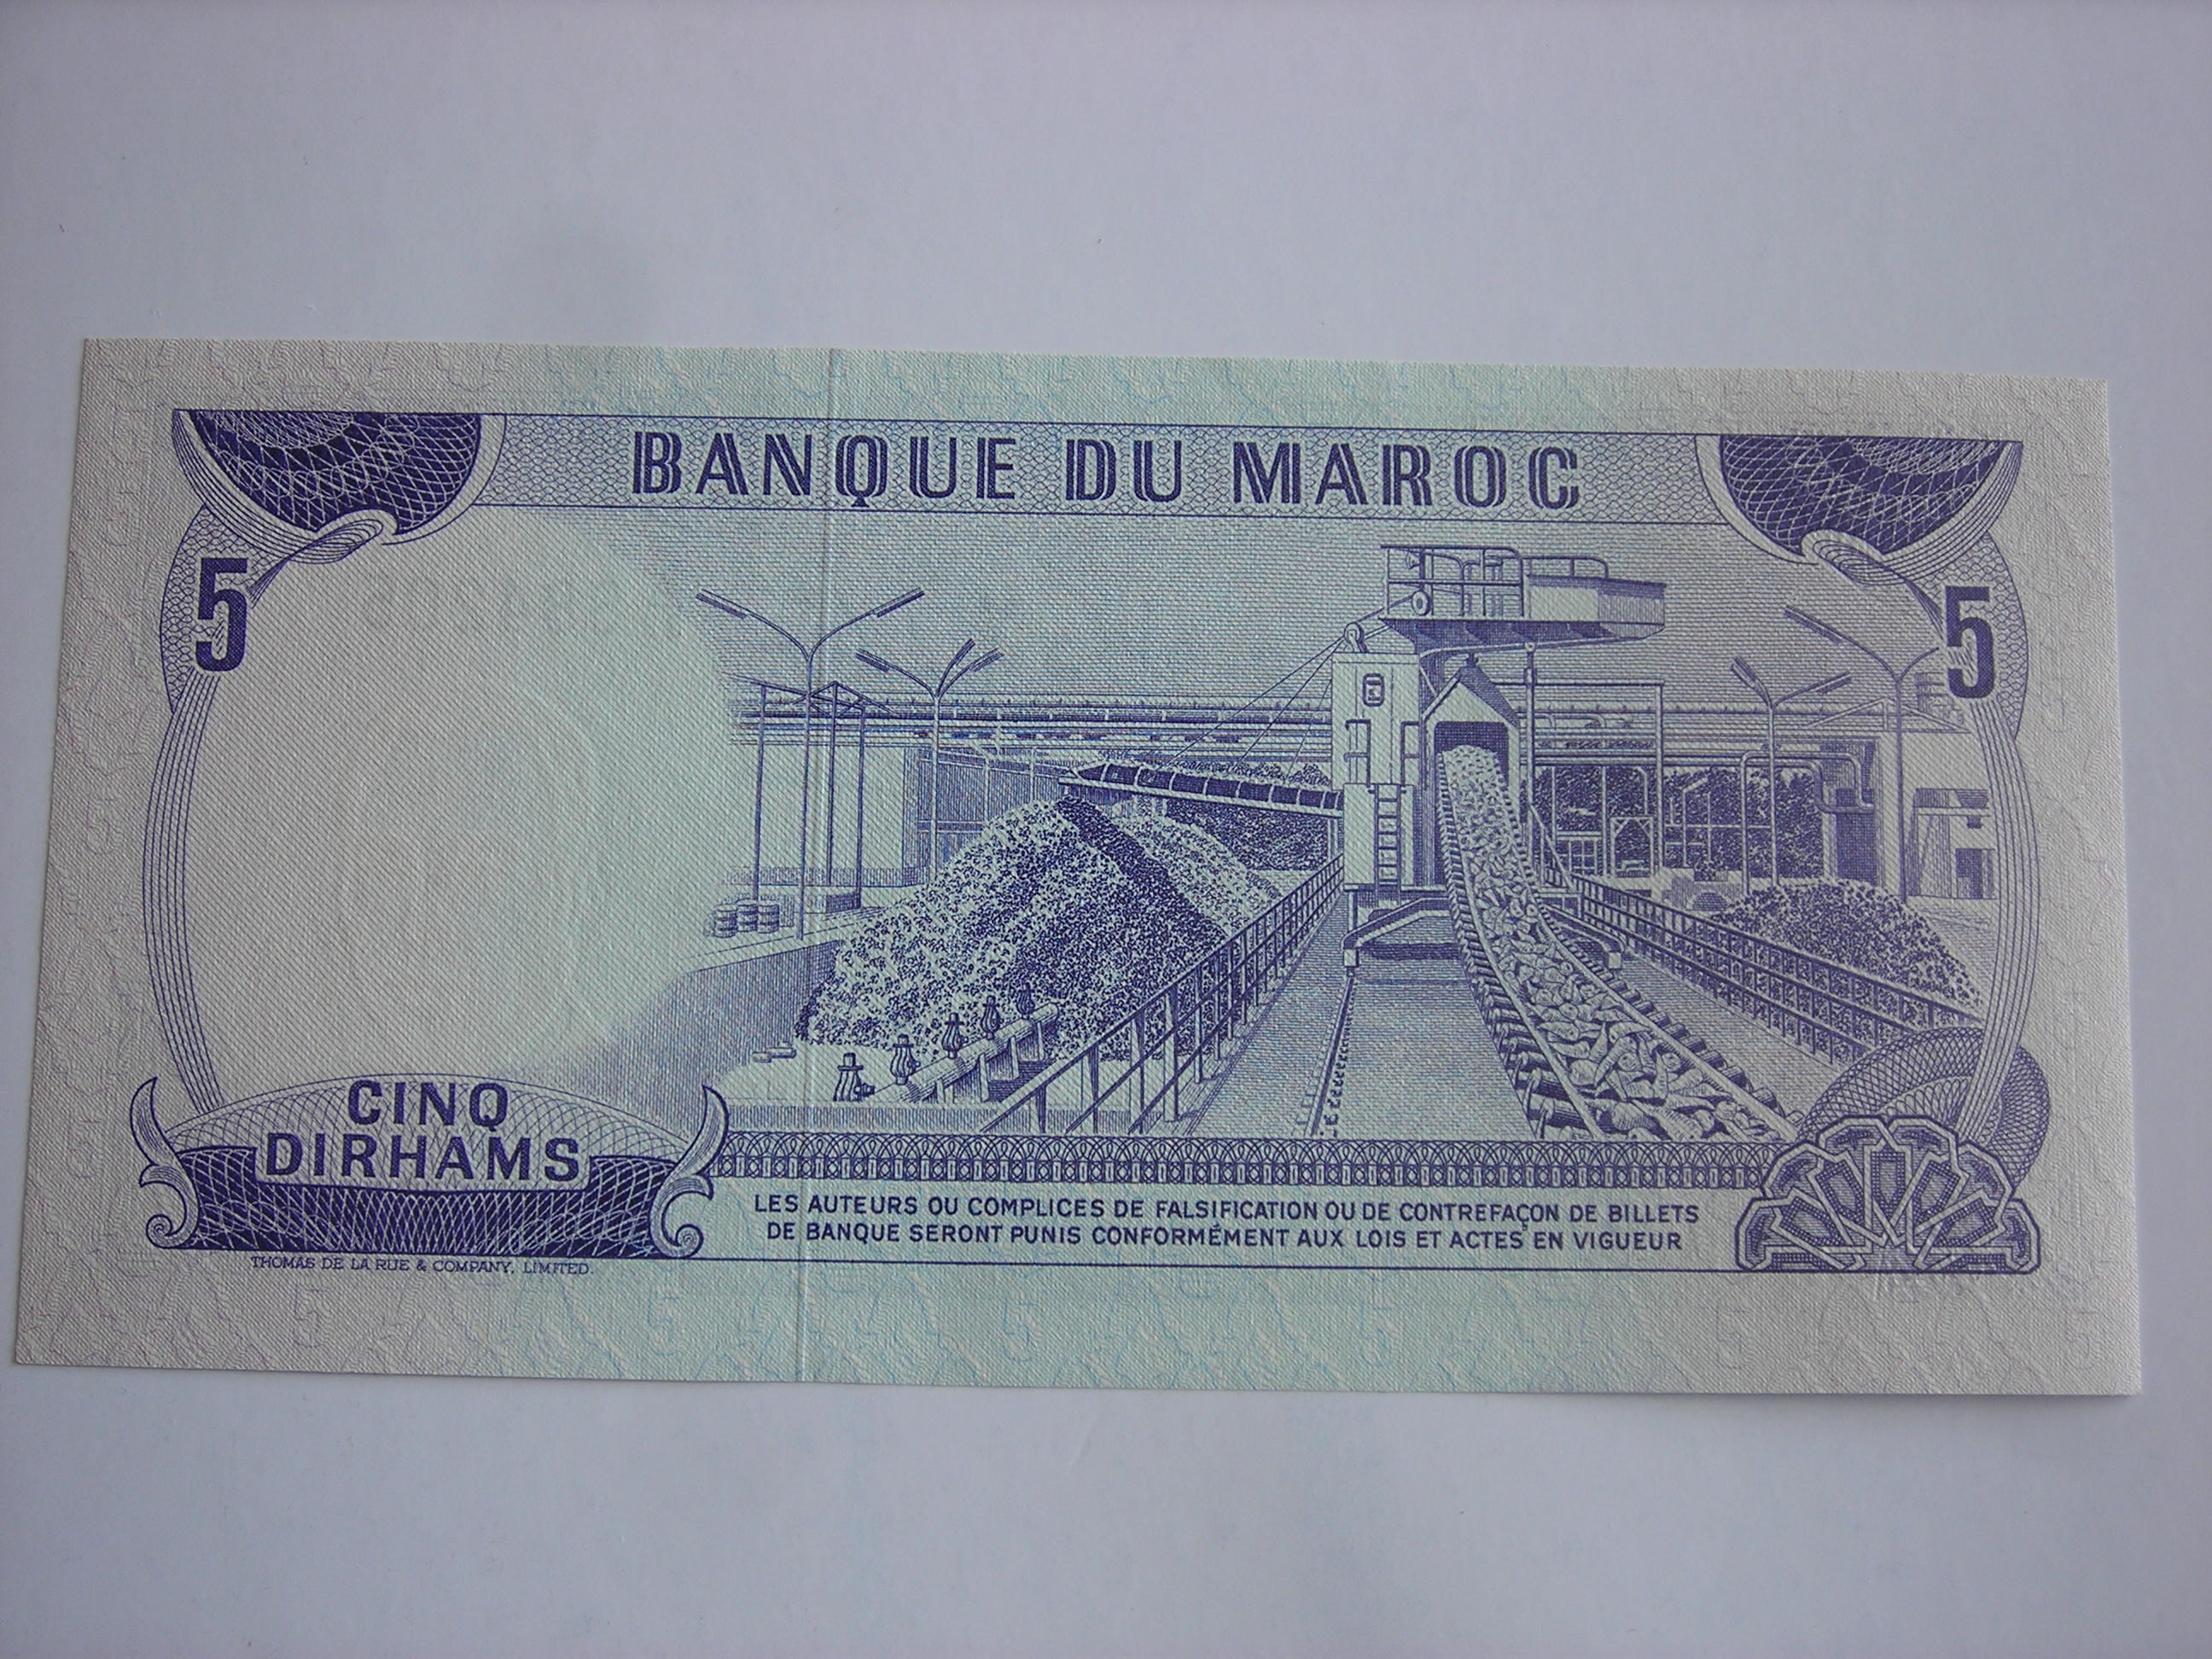 BANQUE DU MAROC
5
5
CINQ
DIRHAMS
LES AUTEURS OU COMPLICES DE FALSIFICATION OU DE CONTREFAÇON DE BILLETS
DE BANQUE SERONT PUNIS CONFORMÉMENT AUX LOIS ET ACTES EN VIGUEUR
THOMAS DE LA RUE & COMPANY, LIMITED.